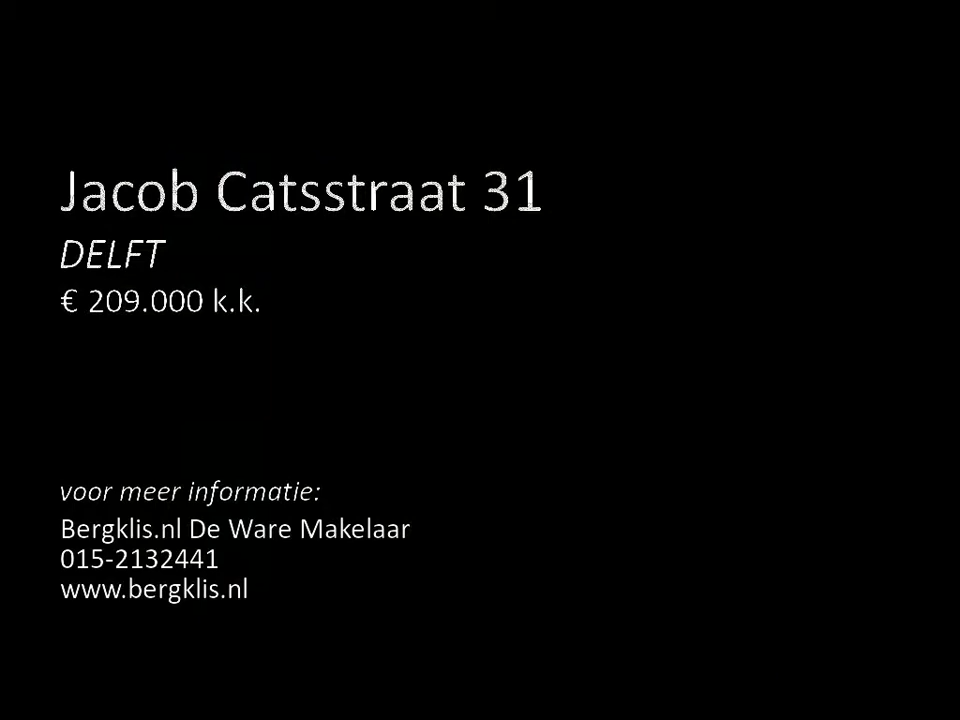 Jacob Catsstraat 31
DELFT
€ 209.000 k.k.
voor meer informatie:
Bergklis.nl De Ware Makelaar
015-2132441
www.bergklis.nl